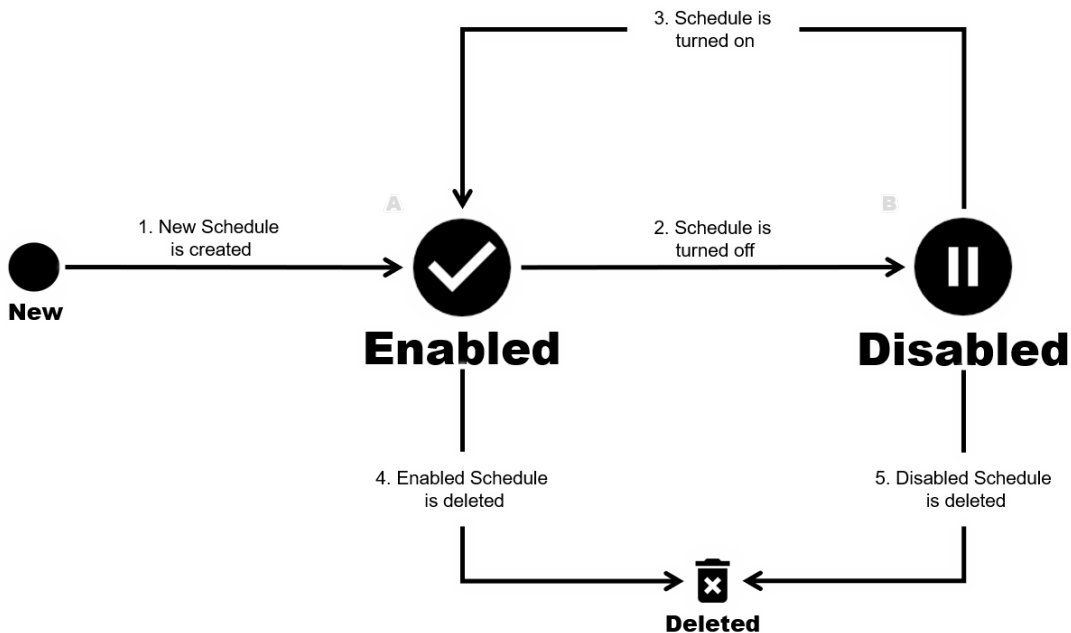 3. Schedule is
turned on
A
B
1. New Schedule
is created
2. Schedule is
turned off
New
Enabled
Disabled
4. Enabled Schedule
is deleted
5. Disabled Schedule
is deleted
Deleted